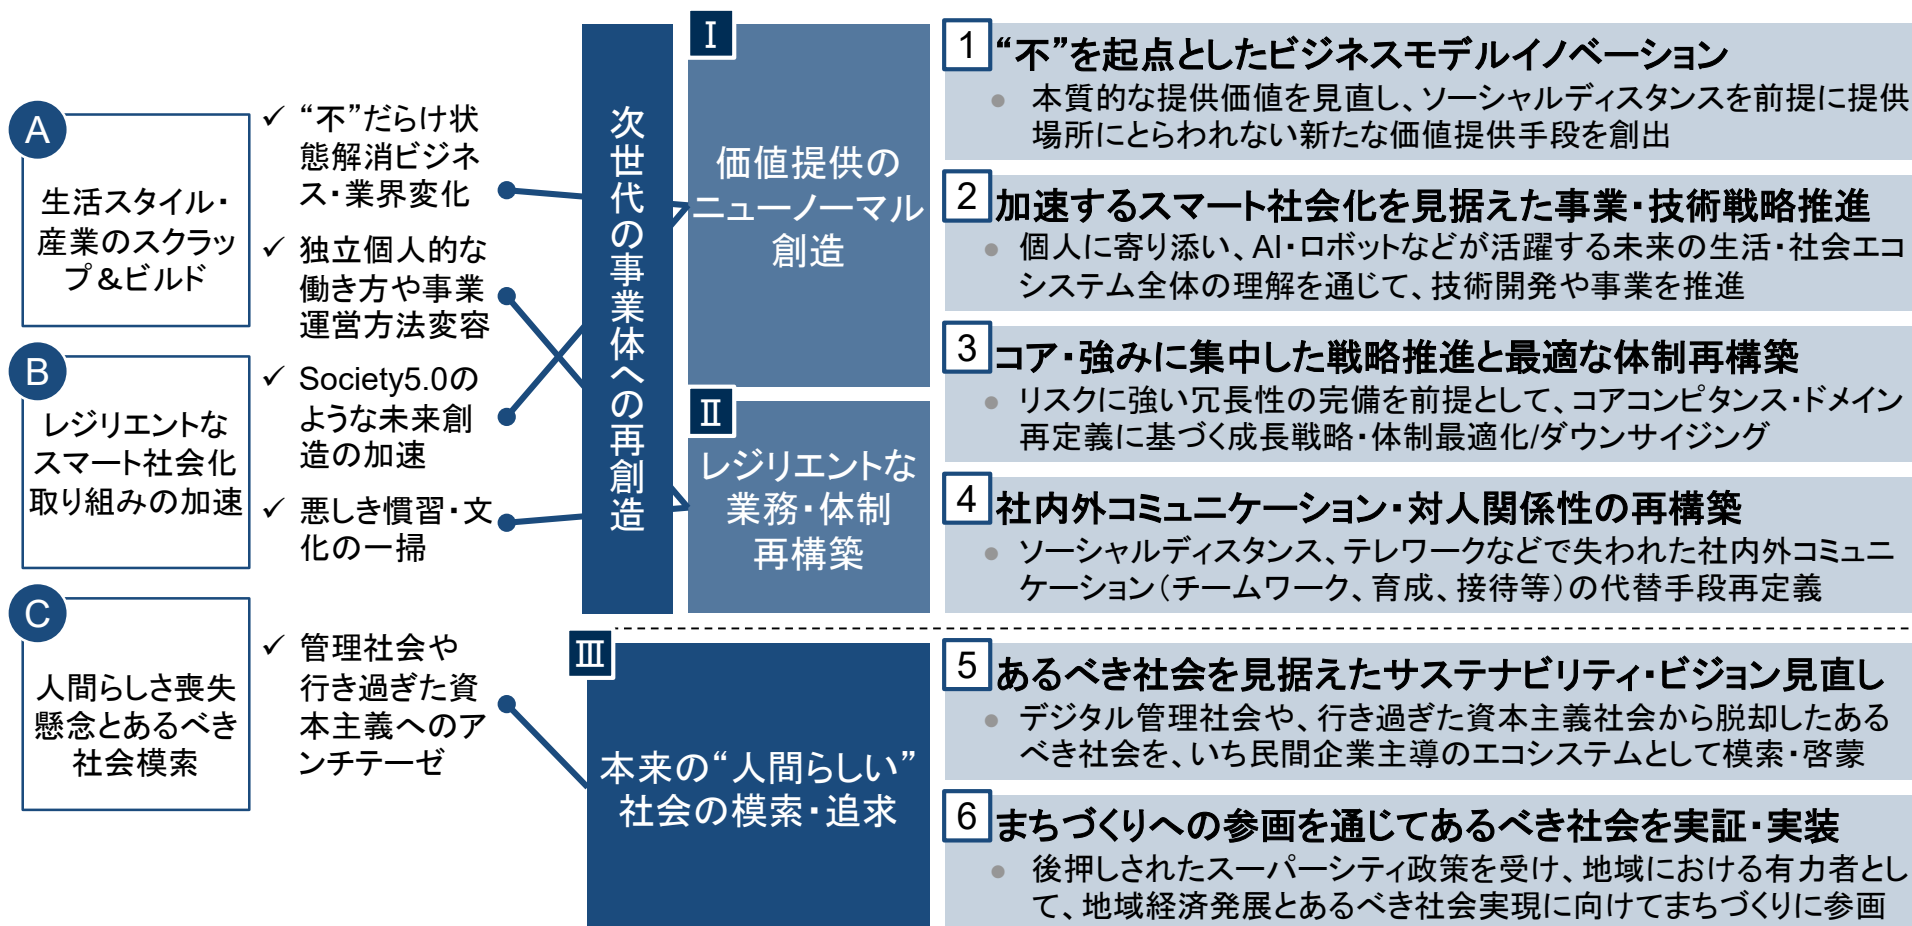 A
生活スタイル・
産業のスクラッ
プ＆ビルド
B
レジリエントな
スマート社会化
取り組みの加速
C
人間らしさ喪失
懸念とあるべき
社会模索
✓ “不”だらけ状
態解消ビジネ
ス・業界変化
✓ 独立個人的な
働き方や事業
運営方法変容
✓ Society5.0の
ような未来創
造の加速
✓ 悪しき慣習・文
化の一掃
✓ 管理社会や
行き過ぎた資
本主義へのア
ンチテーゼ
次世代の事業体への再創造
Ⅰ
価値提供の
ニューノーマル
創造
Ⅱ
レジリエントな
業務・体制
再構築
Ⅲ
本来の“人間らしい”
社会の模索・追求
1 “不”を起点としたビジネスモデルイノベーション
● 本質的な提供価値を見直し、ソーシャルディスタンスを前提に提供
場所にとらわれない新たな価値提供手段を創出
2 加速するスマート社会化を見据えた事業・技術戦略推進
● 個人に寄り添い、AI・ロボットなどが活躍する未来の生活・社会エコ
システム全体の理解を通じて、技術開発や事業を推進
3 コア・強みに集中した戦略推進と最適な体制再構築
● リスクに強い冗長性の完備を前提として、コアコンピタンス・ドメイン
再定義に基づく成長戦略・体制最適化/ダウンサイジング
4 社内外コミュニケーション・対人関係性の再構築
● ソーシャルディスタンス、テレワークなどで失われた社内外コミュニ
ケーション（チームワーク、育成、接待等）の代替手段再定義
5 あるべき社会を見据えたサステナビリティ・ビジョン見直し
● デジタル管理社会や、行き過ぎた資本主義社会から脱却したある
べき社会を、いち民間企業主導のエコシステムとして模索・啓蒙
6 まちづくりへの参画を通じてあるべき社会を実証・実装
● 後押しされたスーパーシティ政策を受け、地域における有力者とし
て、地域経済発展とあるべき社会実現に向けてまちづくりに参画